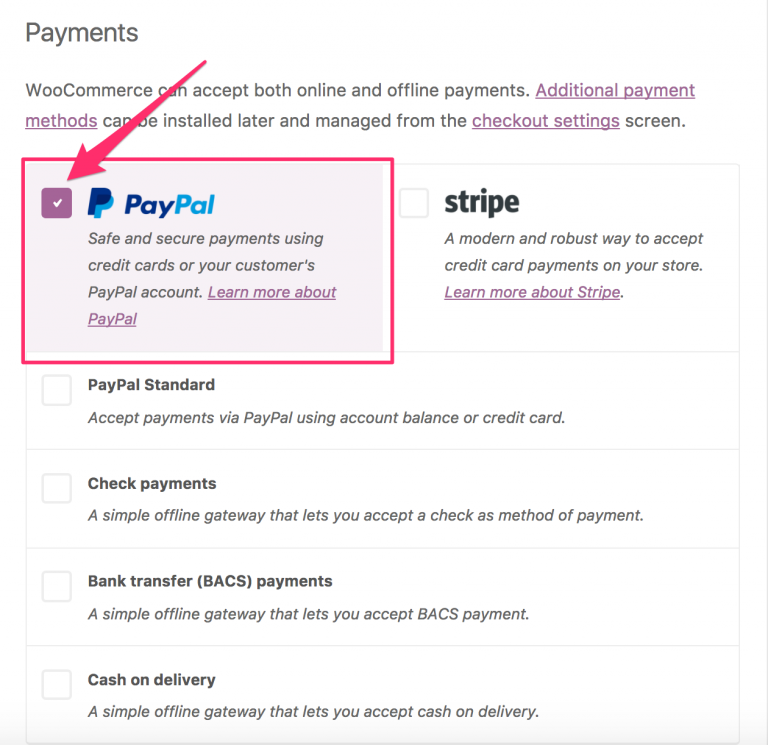 Payments
WooCommerce can accept both online and offline payments. Additional payment
methods can be installed later and managed from the checkout settings screen.
PayPal
Safe and secure payments using
credit cards or your customer's
PayPal account. Learn more about
PayPal
stripe
A modern and robust way to accept
credit card payments on your store.
Learn more about Stripe.
PayPal Standard
Accept payments via PayPal using account balance or credit card.
Check payments
A simple offline gateway that lets you accept a check as method of payment.
Bank transfer (BACS) payments
A simple offline gateway that lets you accept BACS payment.
Cash on delivery
A simple offline gateway that lets you accept cash on delivery.